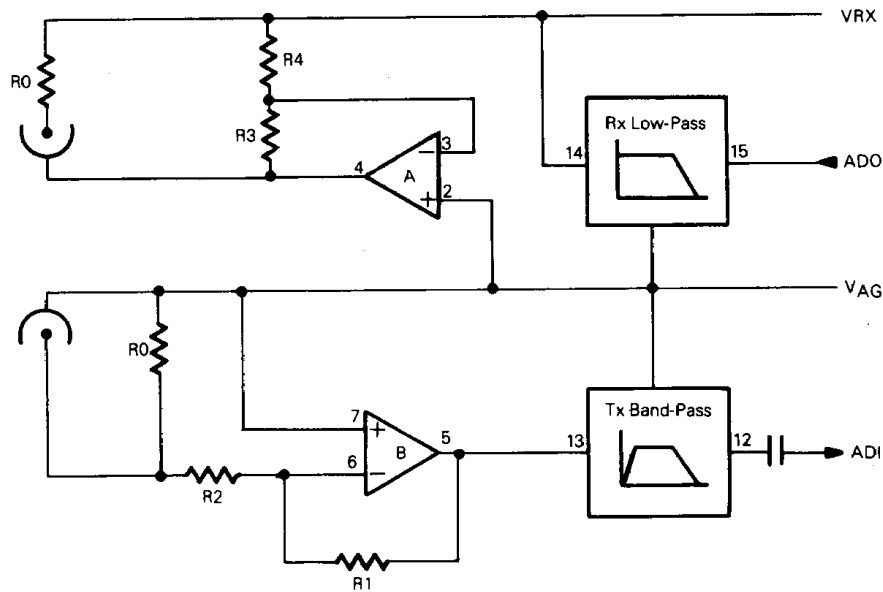 VRX
R4
R0
R3
3
4
A
2
Rx Low-Pass
14
15
ADO
VAG
R0
Tx Band-Pass
7
B
5
13
12
6
ADI
R2
R1
+
−
+
−